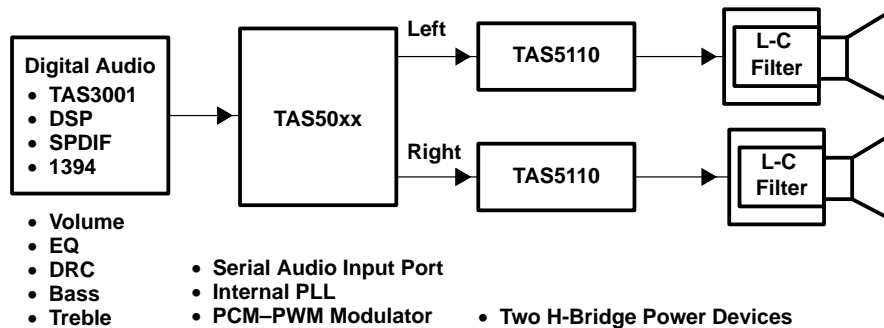 Digital Audio
• TAS3001
• DSP
• SPDIF
• 1394
TAS50xx
Left
Right
TAS5110
TAS5110
L-C
Filter
L-C
Filter
• Volume
• EQ
• DRC
• Bass
• Treble
• Serial Audio Input Port
• Internal PLL
• PCM–PWM Modulator
• Two H-Bridge Power Devices